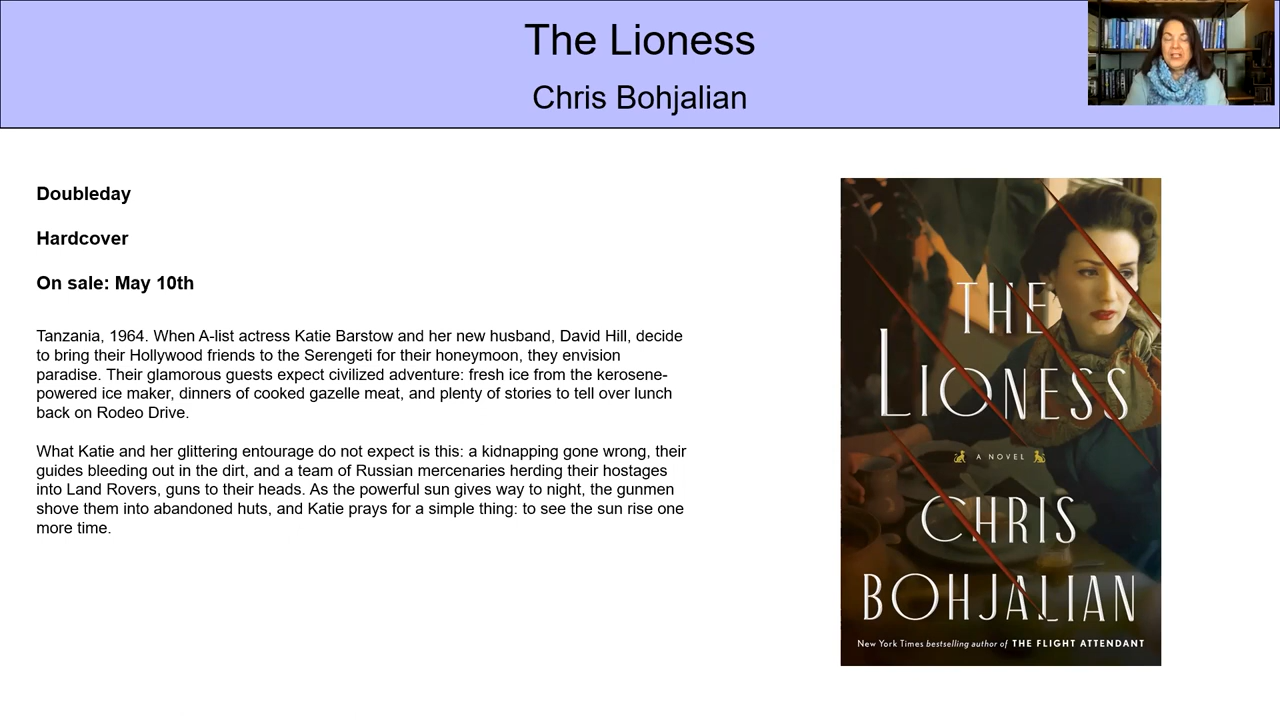 The Lioness
Chris Bohjalian
Doubleday
Hardcover
On sale: May 10th
Tanzania, 1964. When A-list actress Katie Barstow and her new husband, David Hill, decide
to bring their Hollywood friends to the Serengeti for their honeymoon, they envision
paradise. Their glamorous guests expect civilized adventure: fresh ice from the kerosene-
powered ice maker, dinners of cooked gazelle meat, and plenty of stories to tell over lunch
back on Rodeo Drive.
What Katie and her glittering entourage do not expect is this: a kidnapping gone wrong, their
guides bleeding out in the dirt, and a team of Russian mercenaries herding their hostages
into Land Rovers, guns to their heads. As the powerful sun gives way to night, the gunmen
shove them into abandoned huts, and Katie prays for a simple thing: to see the sun rise one
more time.
THE
LIONESS
A NOVEL
CHRIS
BOHJALIAN
New York Times bestselling author of THE FLIGHT ATTENDANT